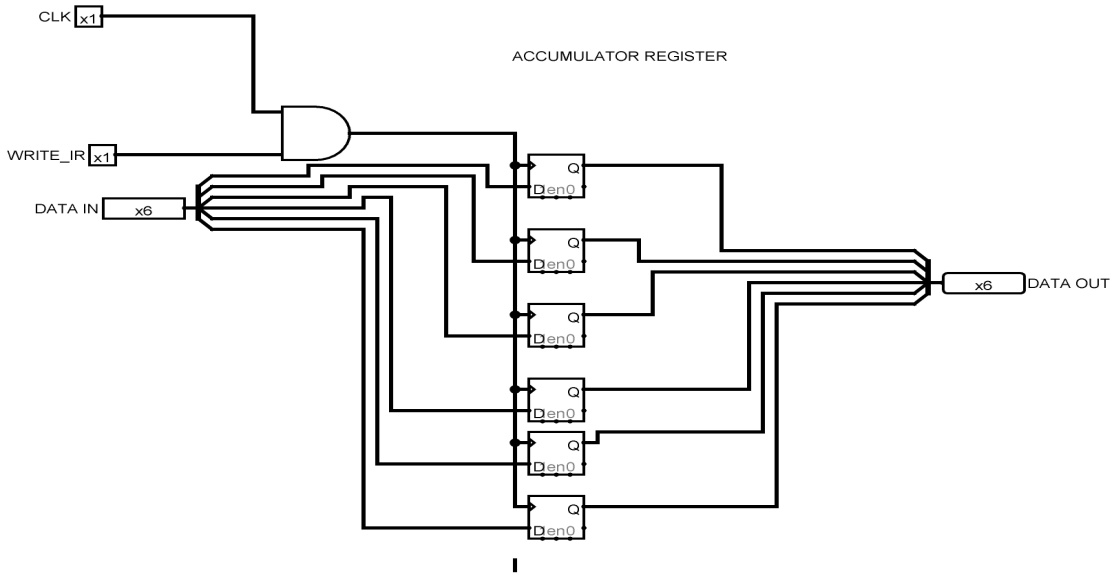 CLK x1
ACCUMULATOR REGISTER
WRITE_IR x1
DATA IN x6
Q
D en0
Q
D en0
Q
D en0
Q
D en0
Q
D en0
Q
D en0
x6 DATA OUT